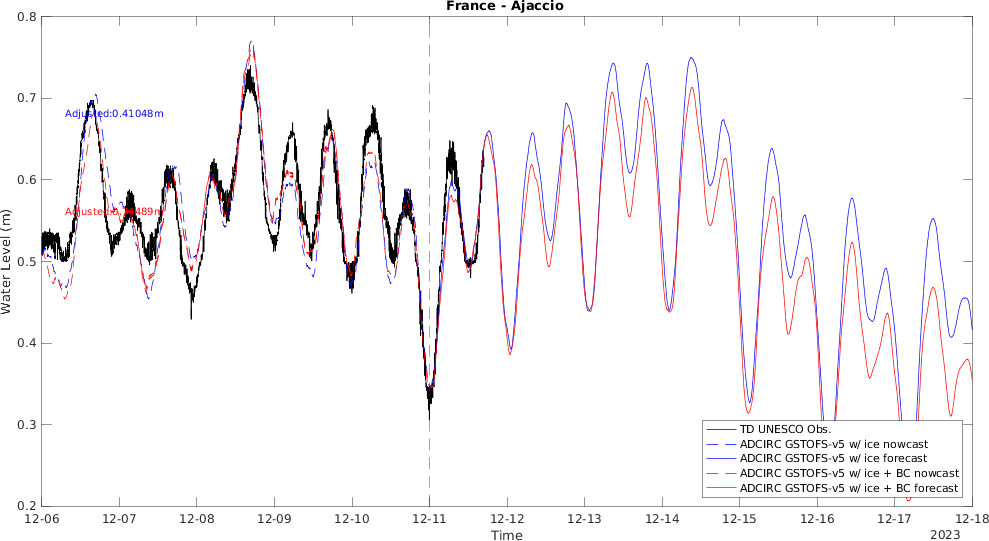 France - Ajaccio
0.8
0.7
0.6
0.5
0.4
0.3
0.2
Water Level (m)
Adjusted:0.41048m
TD UNESCO Obs.
ADCIRC GSTOFS-v5 w/ ice nowcast
ADCIRC GSTOFS-v5 w/ ice forecast
ADCIRC GSTOFS-v5 w/ ice + BC nowcast
ADCIRC GSTOFS-v5 w/ ice + BC forecast
12-06 12-07 12-08 12-09 12-10 12-11 12-12 12-13 12-14 12-15 12-16 12-17 12-18
Time
2023